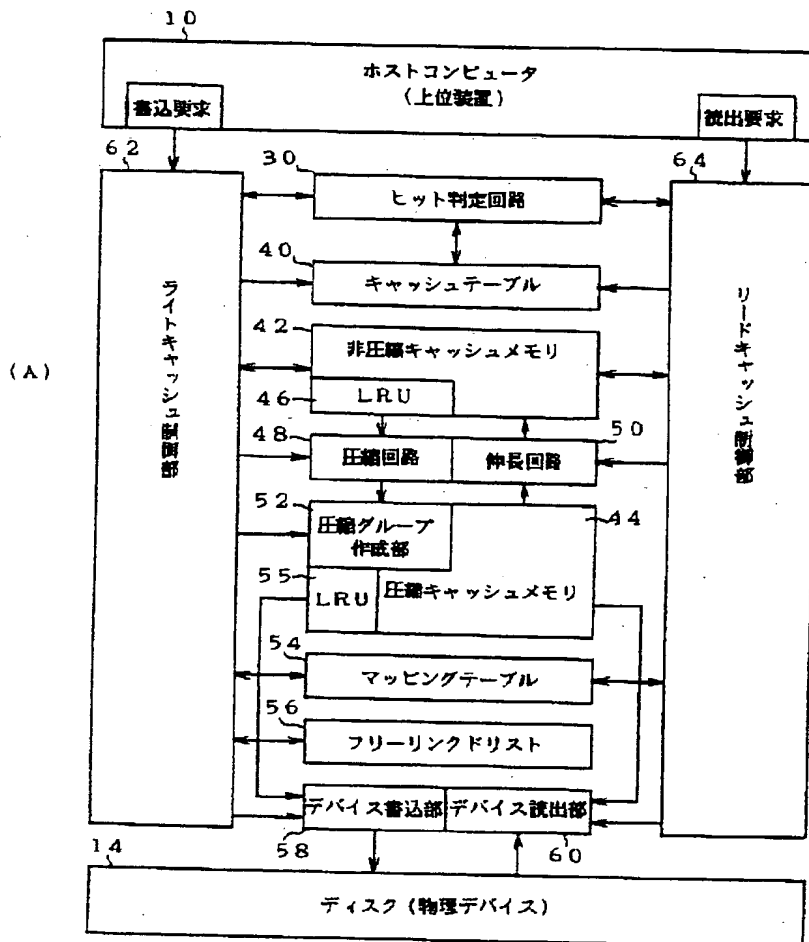 10
ホストコンピュータ
(上位装置)
書込要求
読出要求
62
64
30
ヒット判定回路
40
キャッシュテーブル
42
非圧縮キャッシュメモリ
46
LRU
48
圧縮回路
50
伸長回路
52
圧縮グループ
作成部
44
55
LRU
圧縮キャッシュメモリ
54
マッピングテーブル
56
フリーリンクドリスト
デバイス書込部
デバイス読出部
58
60
ライトキャッシュ制御部
リードキャッシュ制御部
(A)
14
ディスク(物理デバイス)